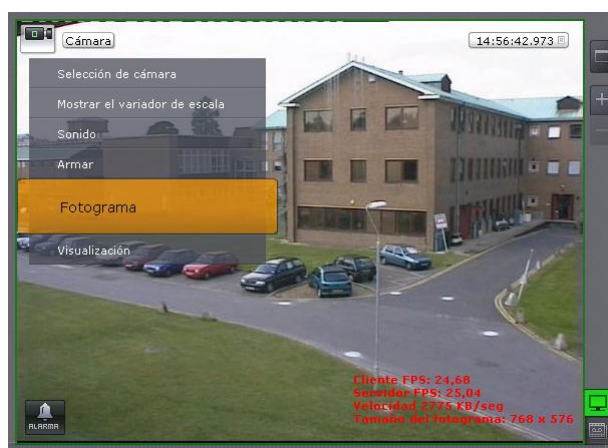 Cámara
14:56:42.973
Selección de cámara
Mostrar el variador de escala
Sonido
Armar
Fotograma
Visualización
Cliente FPS: 24,68
Servidor FPS: 25,04
Velocidad 2775 KB/seg
Tamaño del fotograma: 768 x 576
ALARMA